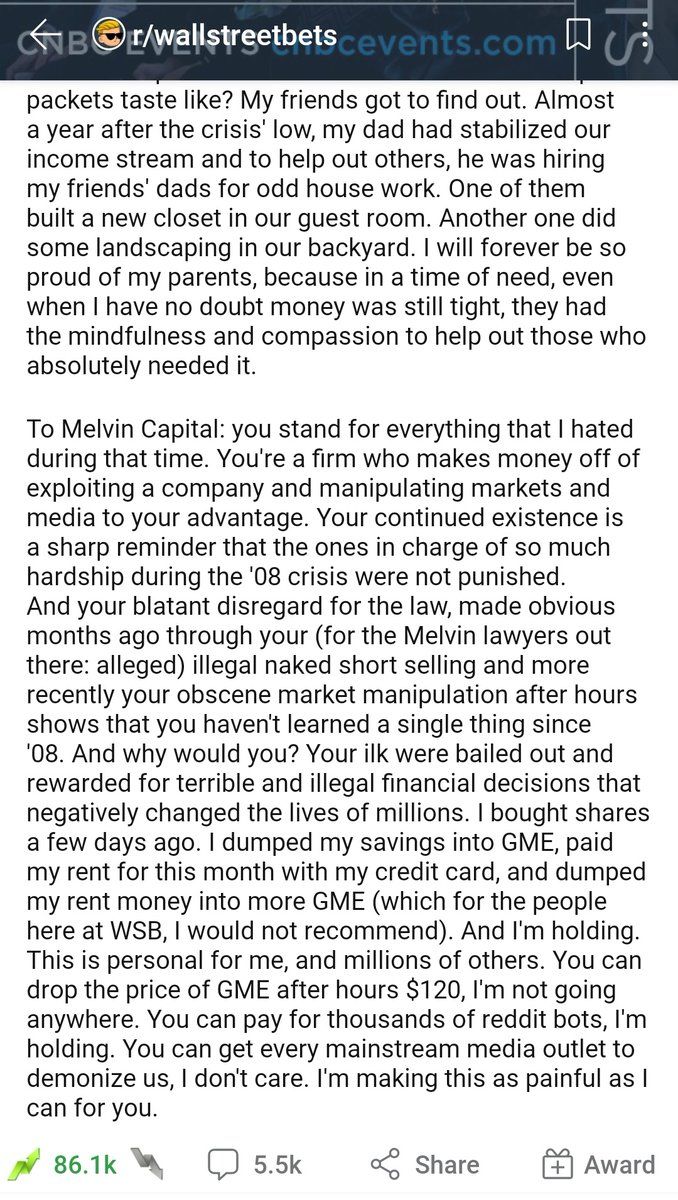 CNBC EVENTS cnbcevents.com
r/wallstreetbets
packets taste like? My friends got to find out. Almost
a year after the crisis' low, my dad had stabilized our
income stream and to help out others, he was hiring
my friends' dads for odd house work. One of them
built a new closet in our guest room. Another one did
some landscaping in our backyard. I will forever be so
proud of my parents, because in a time of need, even
when I have no doubt money was still tight, they had
the mindfulness and compassion to help out those who
absolutely needed it.
To Melvin Capital: you stand for everything that I hated
during that time. You're a firm who makes money off of
exploiting a company and manipulating markets and
media to your advantage. Your continued existence is
a sharp reminder that the ones in charge of so much
hardship during the '08 crisis were not punished.
And your blatant disregard for the law, made obvious
months ago through your (for the Melvin lawyers out
there: alleged) illegal naked short selling and more
recently your obscene market manipulation after hours
shows that you haven't learned a single thing since
'08. And why would you? Your ilk were bailed out and
rewarded for terrible and illegal financial decisions that
negatively changed the lives of millions. I bought shares
a few days ago. I dumped my savings into GME, paid
my rent for this month with my credit card, and dumped
my rent money into more GME (which for the people
here at WSB, I would not recommend). And I'm holding.
This is personal for me, and millions of others. You can
drop the price of GME after hours $120, I'm not going
anywhere. You can pay for thousands of reddit bots, I'm
holding. You can get every mainstream media outlet to
demonize us, I don't care. I'm making this as painful as I
can for you.
86.1k
5.5k
Share
Award